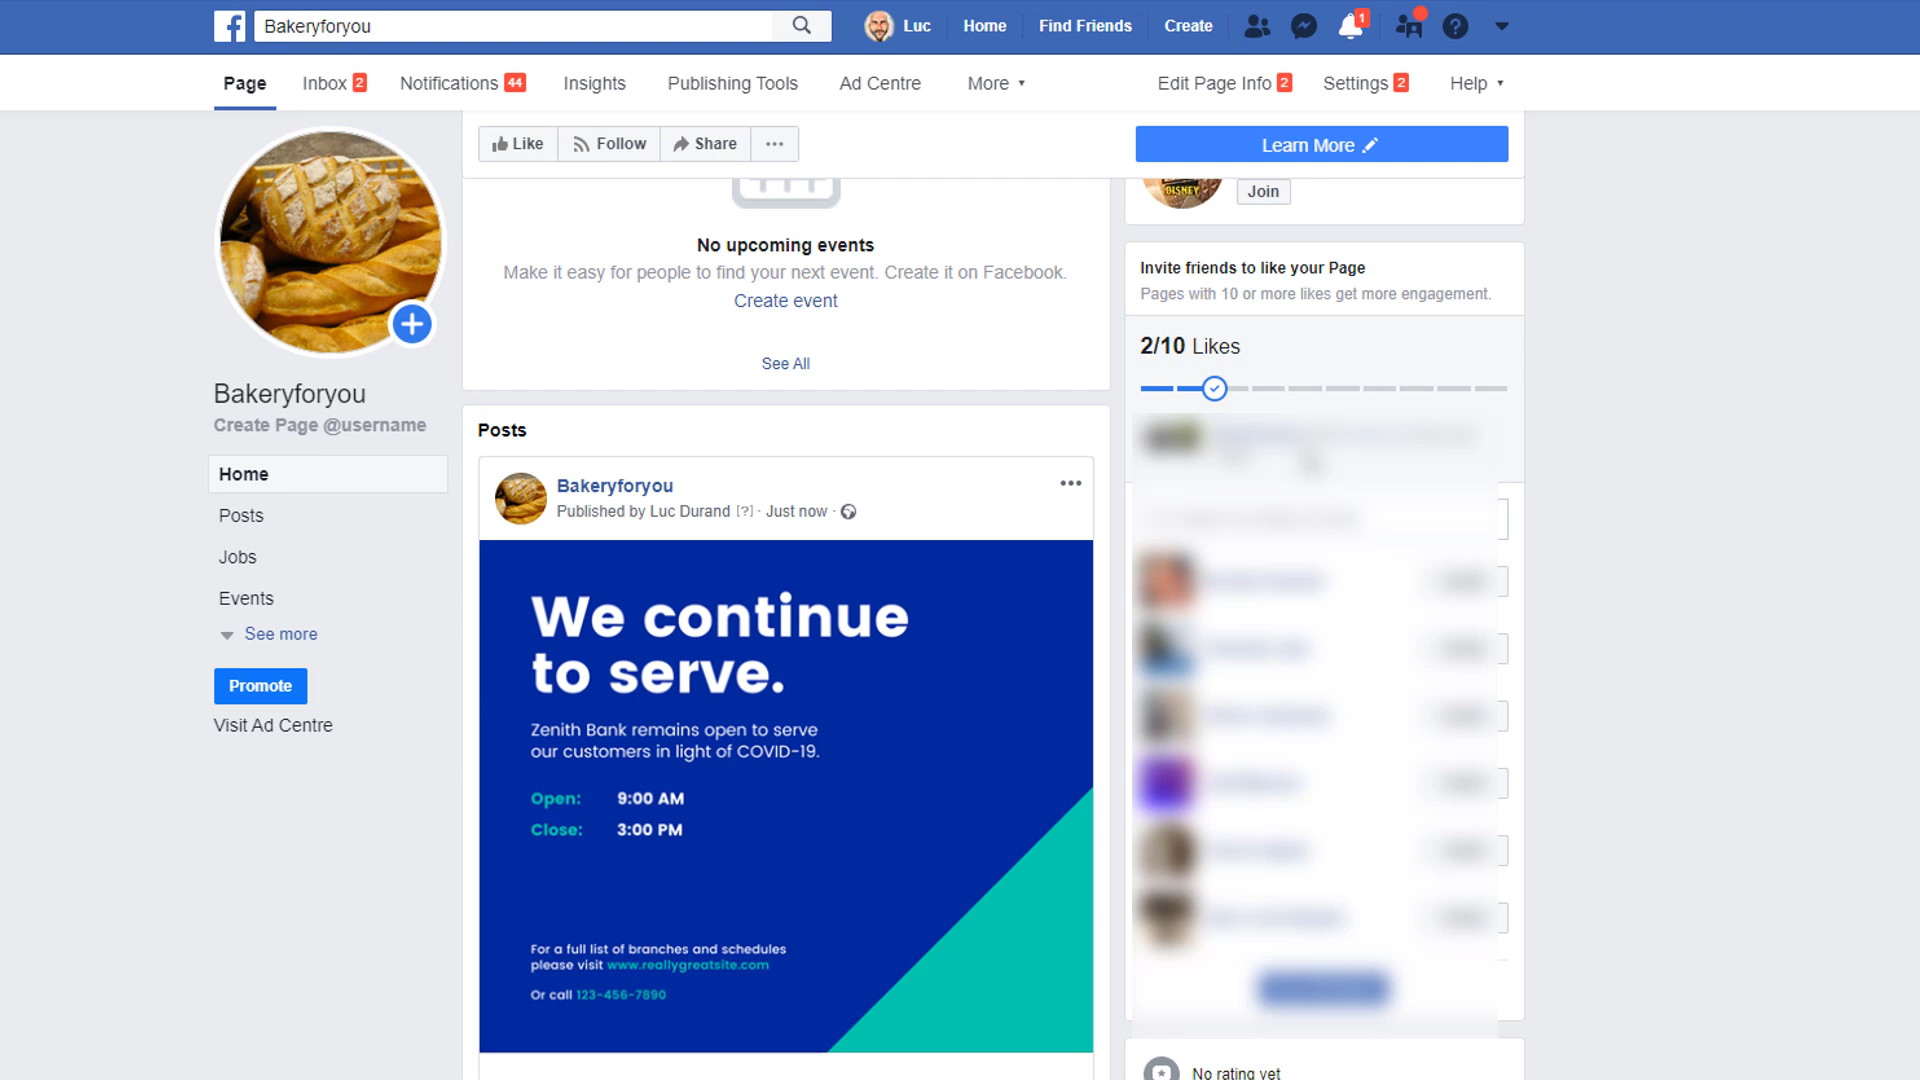 Bakeryforyou
Luc
Home
Find Friends
Create
1
Page
Inbox 2
Notifications 44
Insights
Publishing Tools
Ad Centre
More
Edit Page Info 2
Settings 2
Help
Like
Follow
Share
Learn More
Bakeryforyou
Create Page @username
Home
Posts
Jobs
Events
See more
Promote
Visit Ad Centre
No upcoming events
Make it easy for people to find your next event. Create it on Facebook.
Create event
See All
Posts
Bakeryforyou
Published by Luc Durand [?] · Just now ·
We continue
to serve.
Zenith Bank remains open to serve
our customers in light of COVID-19.
Open: 9:00 AM
Close: 3:00 PM
For a full list of branches and schedules
please visit www.reallygreatsite.com
Or call 123-456-7890
DISNEY
Join
Invite friends to like your Page
Pages with 10 or more likes get more engagement.
2/10 Likes
No rating yet